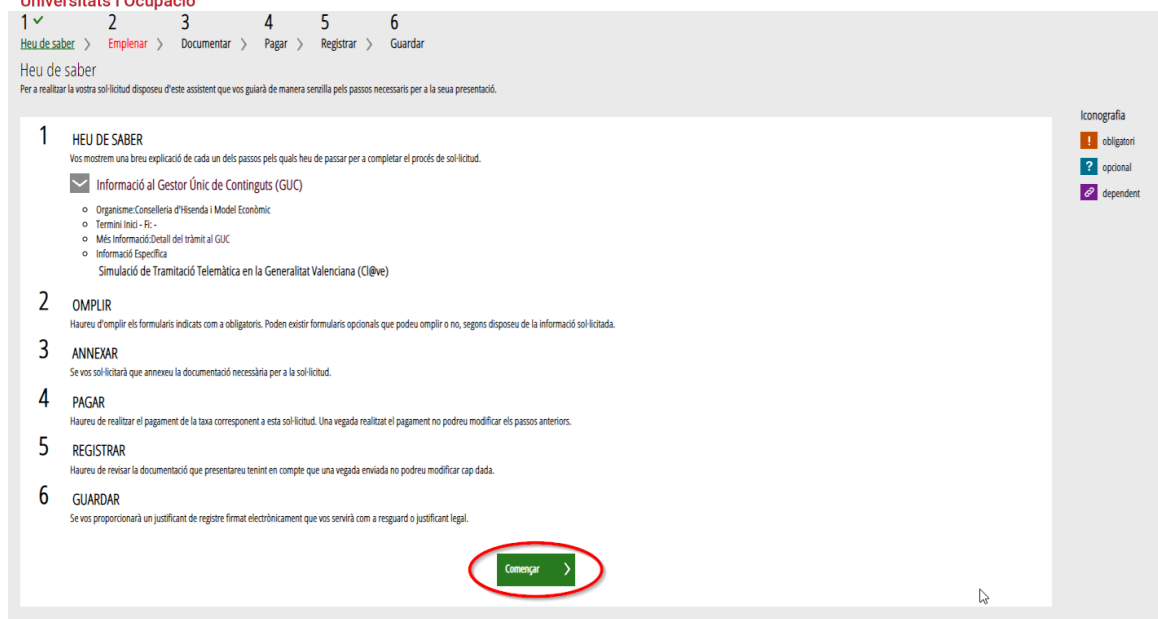 Universitats i Ocupació
1 2 3 4 5 6
Heu de saber Emplenar Documentar Pagar Registrar Guardar
Heu de saber
Per a realitzar la vostra sol·licitud disposeu d'este assistent que vos guiarà de manera senzilla pels passos necessaris per a la seua presentació.
Iconografia
! obligatori
? opcional
dependent
1 HEU DE SABER
Vos mostrem una breu explicació de cada un dels passos pels quals heu de passar per a completar el procés de sol·licitud.
Informació al Gestor Únic de Continguts (GUC)
Organisme:Conselleria d'Hisenda i Model Econòmic
Termini Inici - Fi: -
Més Informació:Detall del tràmit al GUC
Informació Específica
Simulació de Tramitació Telemàtica en la Generalitat Valenciana (Cl@ve)
2 OMPLIR
Haureu d'omplir els formularis indicats com a obligatoris. Poden existir formularis opcionals que podeu omplir o no, segons disposeu de la informació sol·licitada.
3 ANNEXAR
Se vos sol·licitarà que annexeu la documentació necessària per a la sol·licitud.
4 PAGAR
Haureu de realitzar el pagament de la taxa corresponent a esta sol·licitud. Una vegada realitzat el pagament no podreu modificar els passos anteriors.
5 REGISTRAR
Haureu de revisar la documentació que presentareu tenint en compte que una vegada enviada no podreu modificar cap dada.
6 GUARDAR
Se vos proporcionarà un justificant de registre firmat electrònicament que vos servirà com a resguard o justificant legal.
Començar